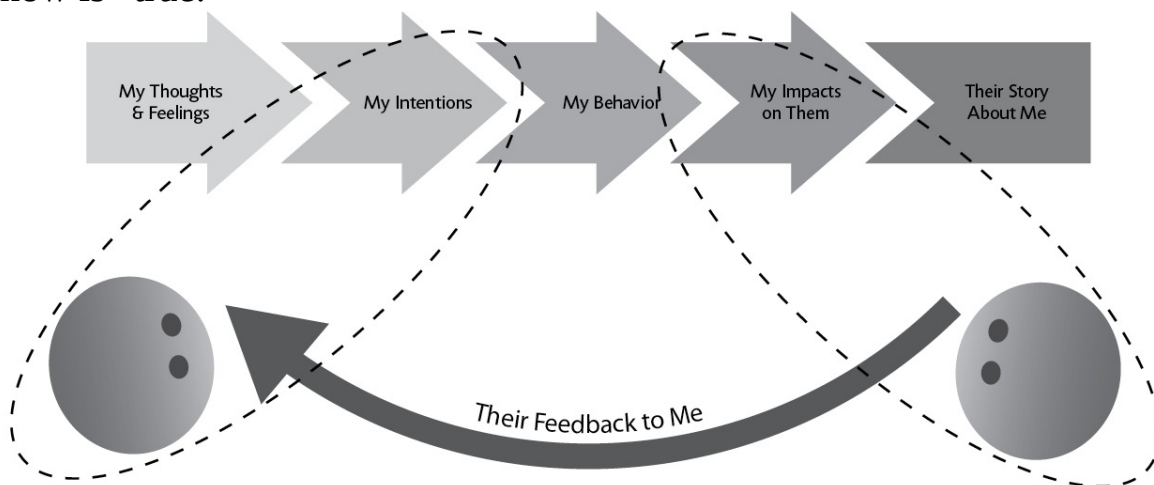 My Thoughts
& Feelings
My Intentions
My Behavior
My Impacts
on Them
Their Story
About Me
Their Feedback to Me